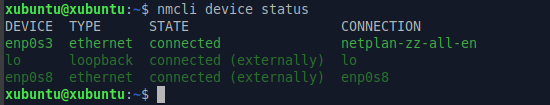 xubuntu@xubuntu:~$ nmcli device status
DEVICE  TYPE      STATE                   CONNECTION
enp0s3  ethernet  connected               netplan-zz-all-en
lo      loopback  connected (externally)  lo
enp0s8  ethernet  connected (externally)  enp0s8
xubuntu@xubuntu:~$